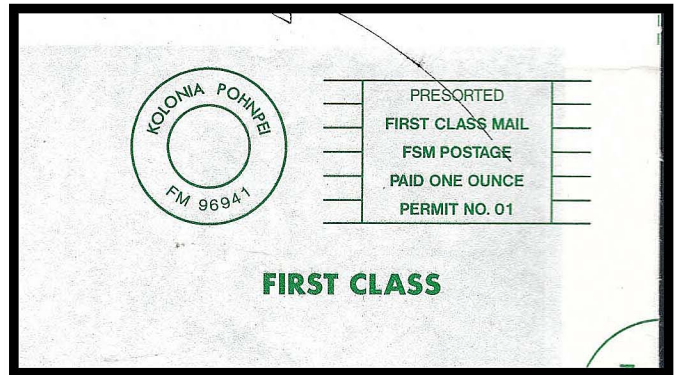 KOLONIA POHNPEI
FM 96941
PRESORTED
FIRST CLASS MAIL
FSM POSTAGE
PAID ONE OUNCE
PERMIT NO. 01
FIRST CLASS